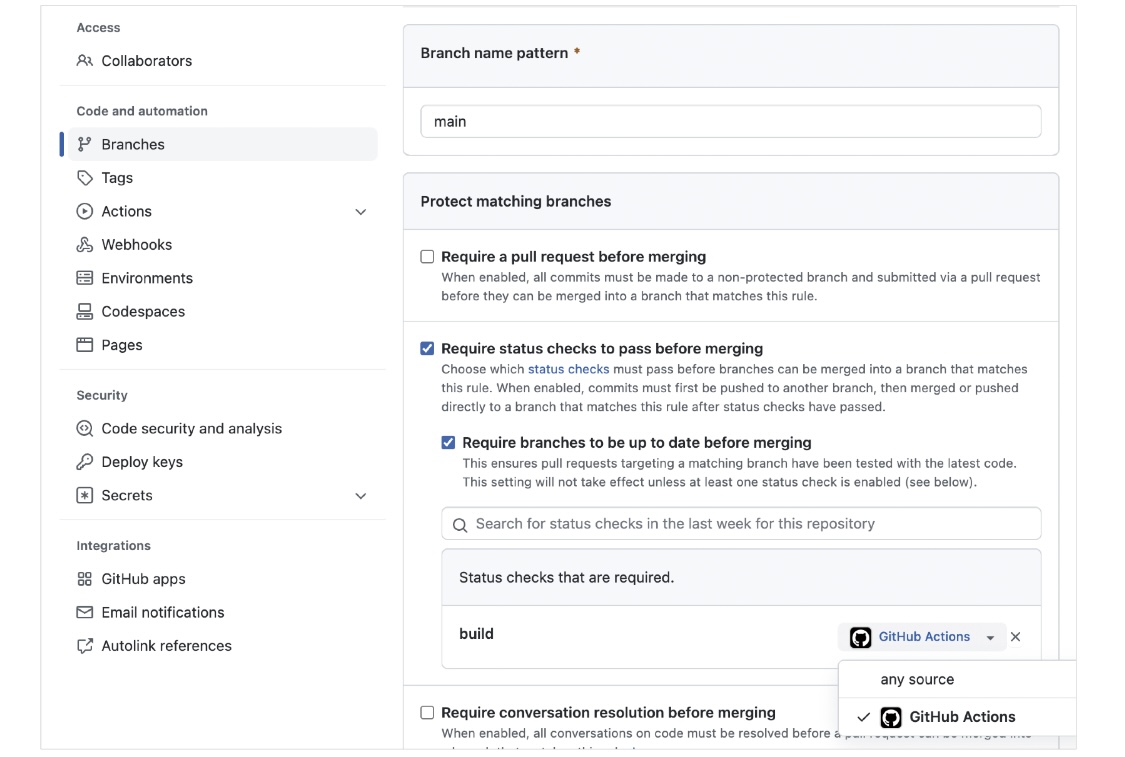 Access
Collaborators
Code and automation
Branches
Tags
Actions
Webhooks
Environments
Codespaces
Pages
Security
Code security and analysis
Deploy keys
Secrets
Integrations
GitHub apps
Email notifications
Autolink references
Branch name pattern *
main
Protect matching branches
Require a pull request before merging
When enabled, all commits must be made to a non-protected branch and submitted via a pull request
before they can be merged into a branch that matches this rule.
Require status checks to pass before merging
Choose which status checks must pass before branches can be merged into a branch that matches
this rule. When enabled, commits must first be pushed to another branch, then merged or pushed
directly to a branch that matches this rule after status checks have passed.
Require branches to be up to date before merging
This ensures pull requests targeting a matching branch have been tested with the latest code.
This setting will not take effect unless at least one status check is enabled (see below).
Search for status checks in the last week for this repository
Status checks that are required.
build
GitHub Actions
any source
GitHub Actions
Require conversation resolution before merging
When enabled, all conversations on code must be resolved before a